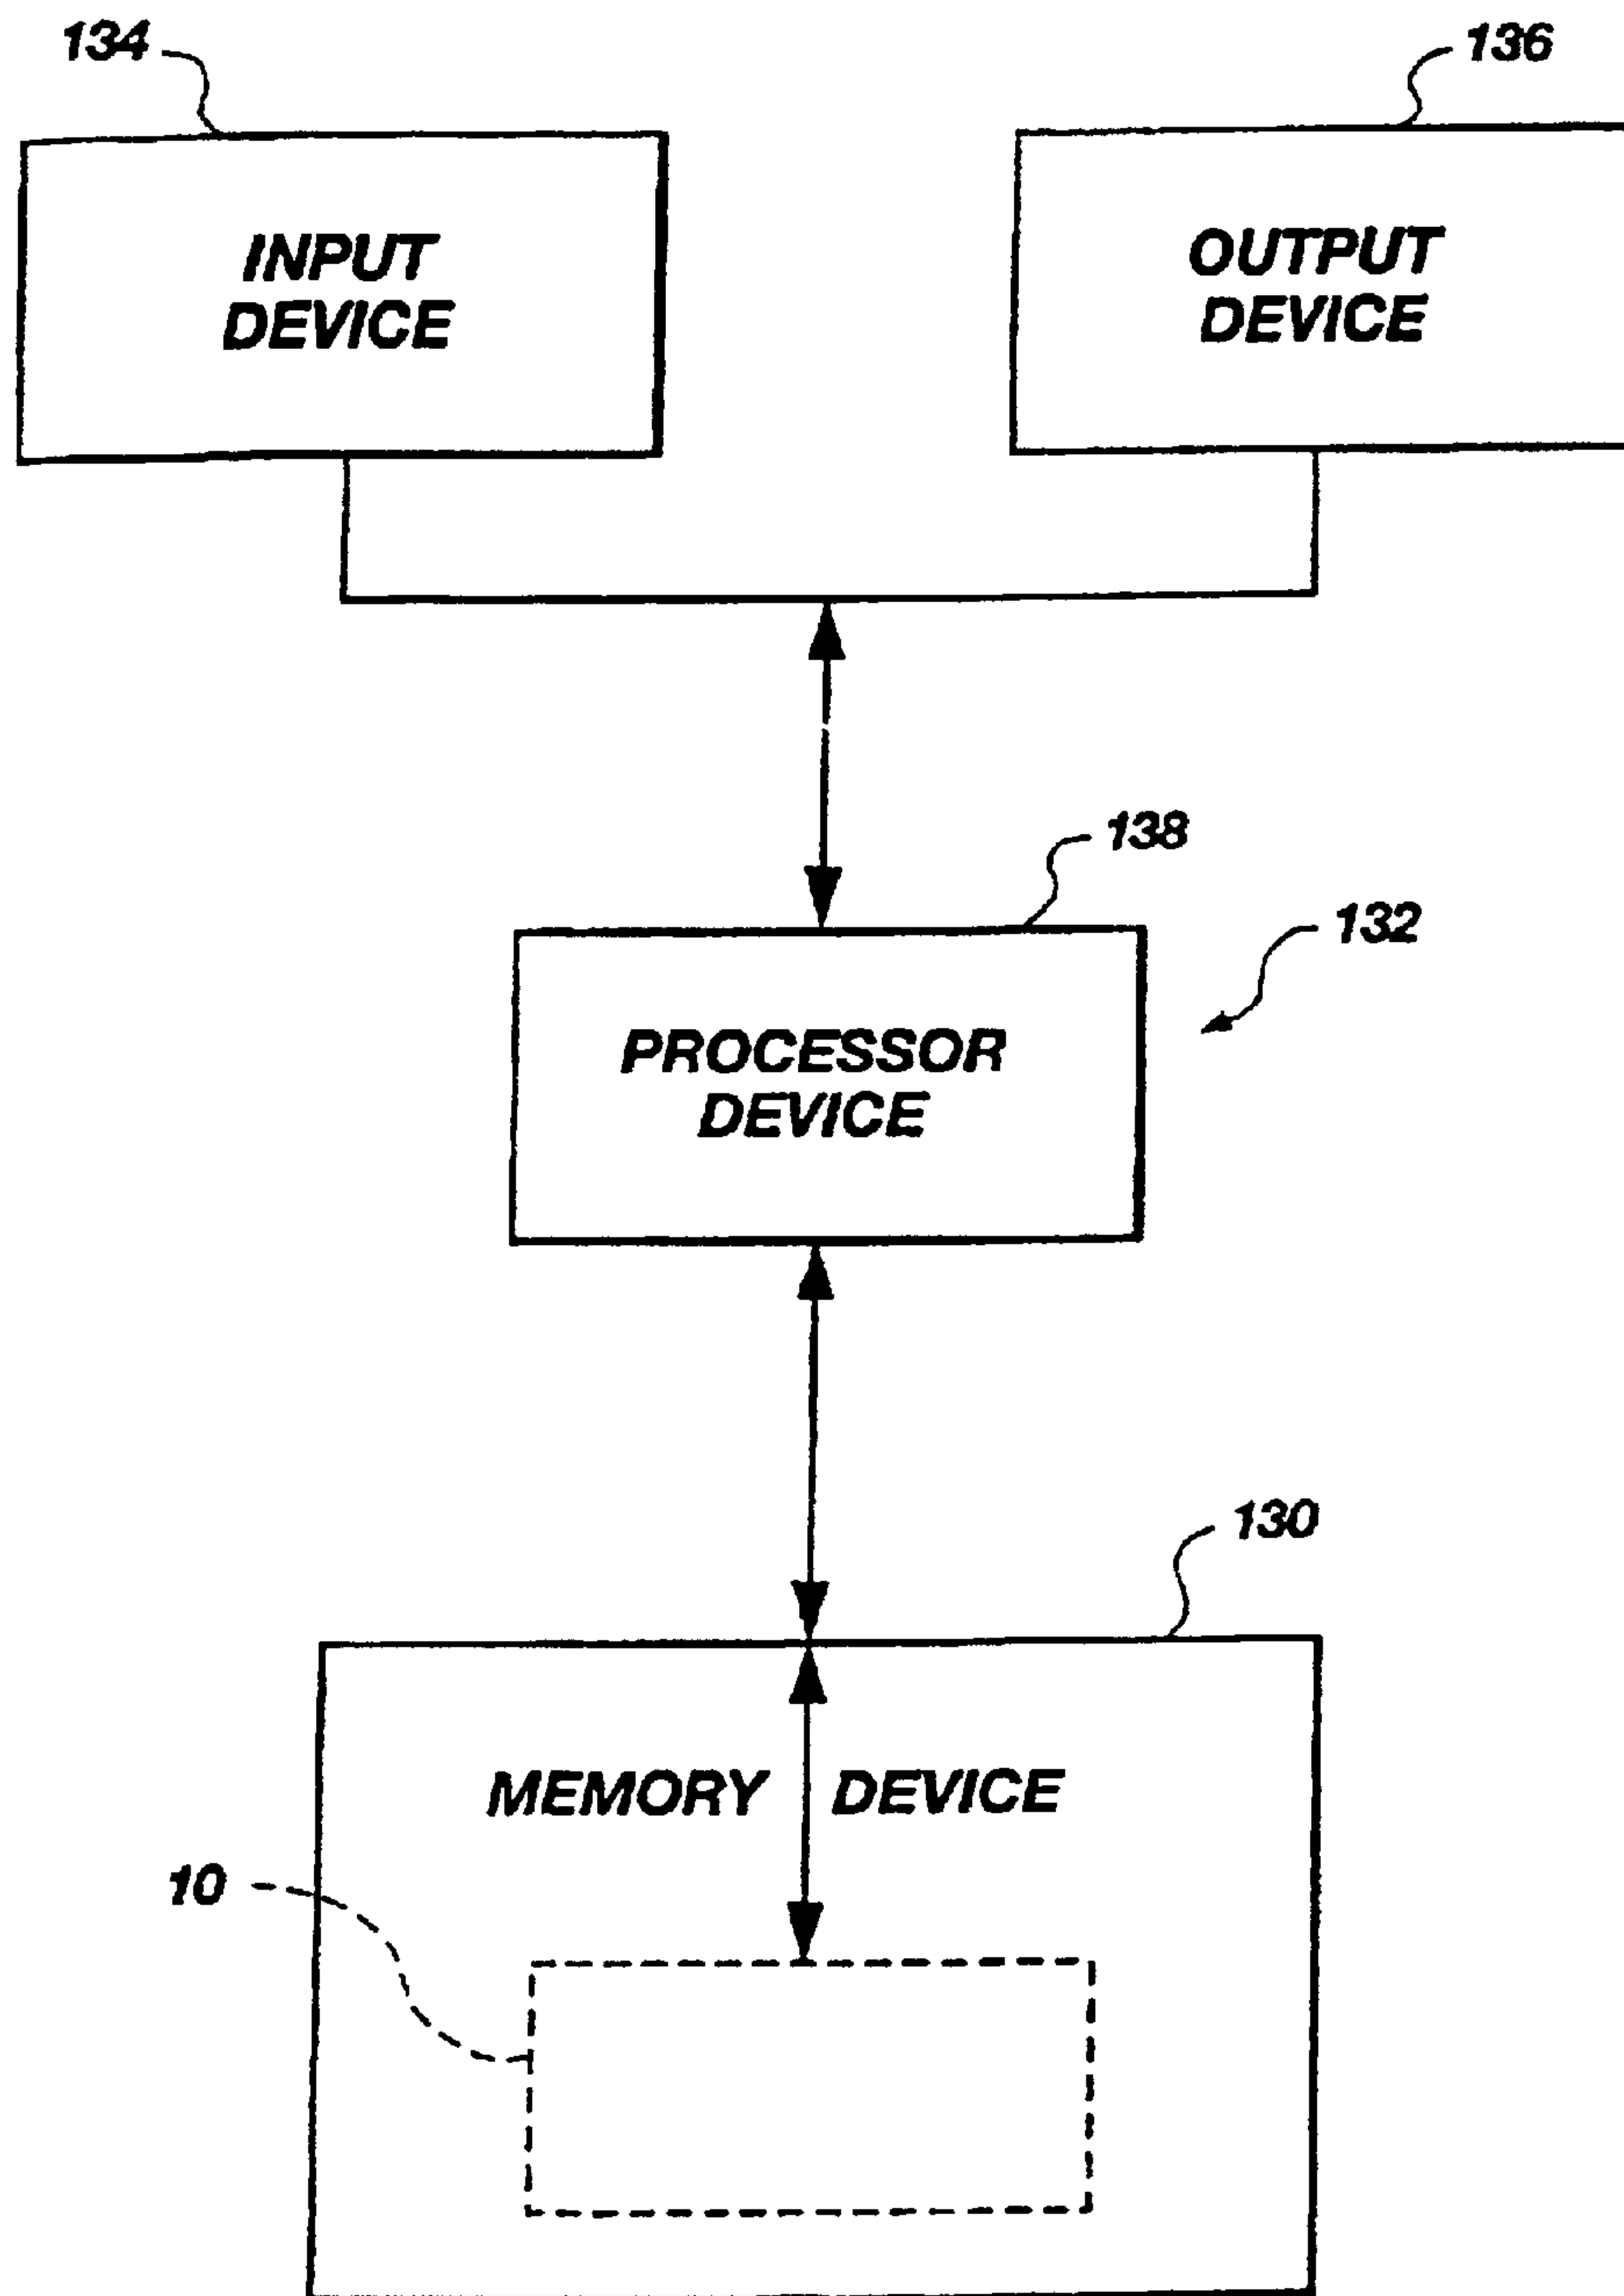 134
136
INPUT
DEVICE
OUTPUT
DEVICE
138
132
PROCESSOR
DEVICE
130
MEMORY DEVICE
10